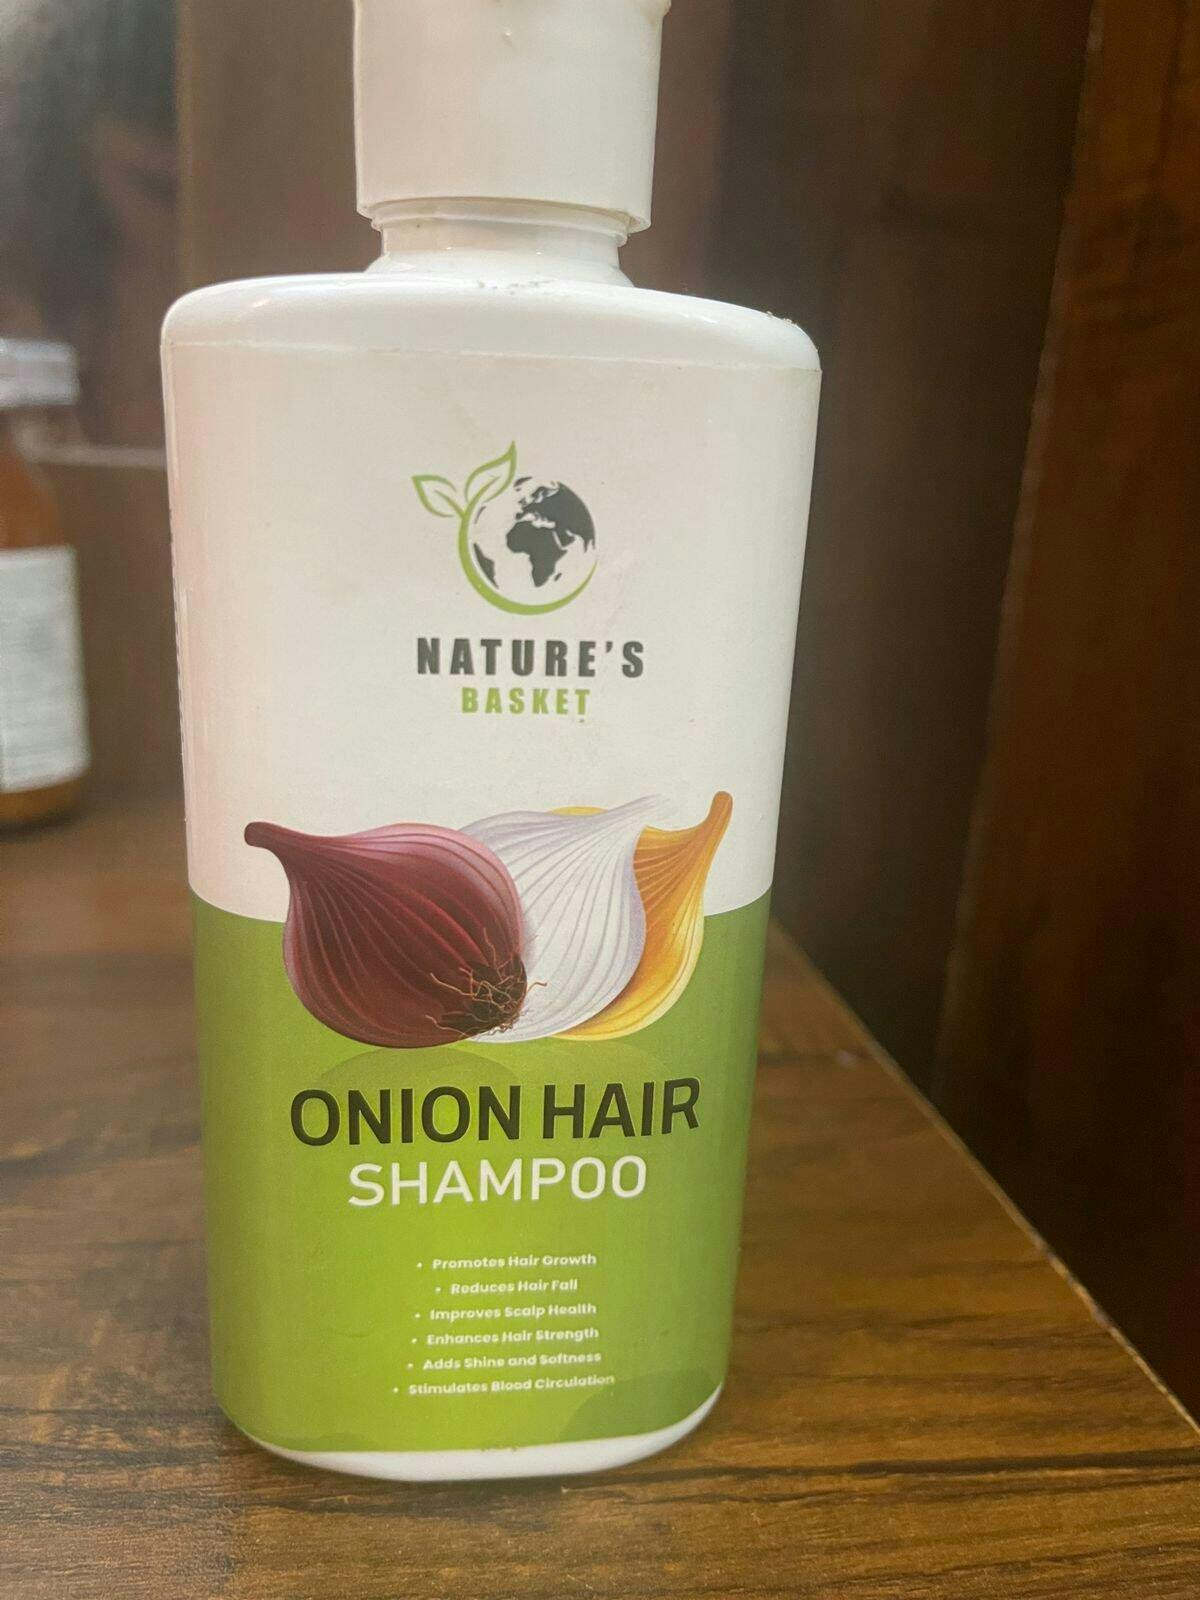 NATURE'S
BASKET
ONION HAIR
SHAMPOO
• Promotes Hair Growth
• Reduces Hair Fall
• Improves Scalp Health
• Enhances Hair Strength
• Adds Shine and Softness
• Stimulates Blood Circulation